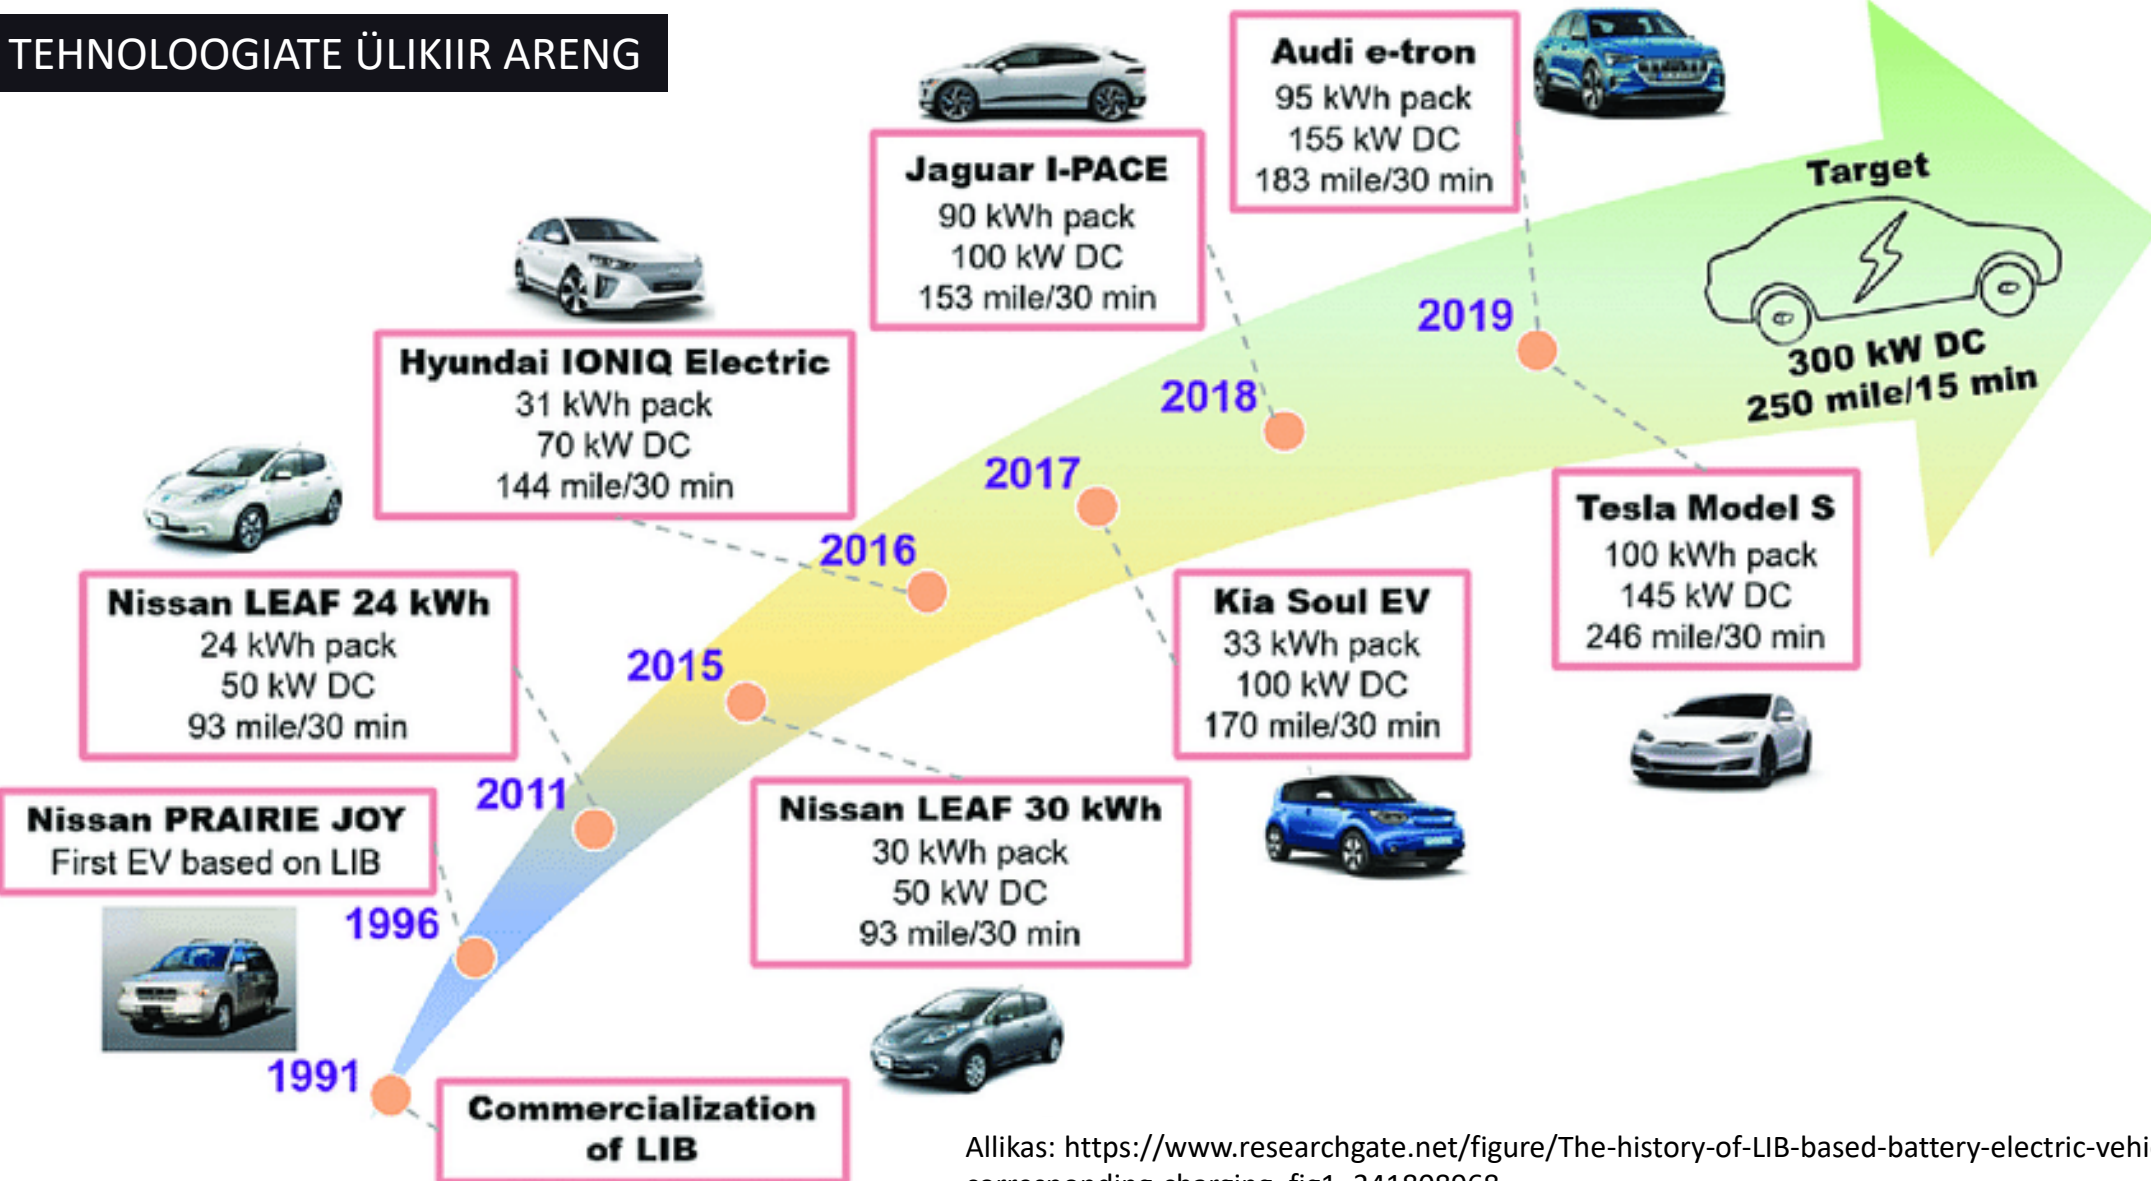 TEHNOLOOGIATE ÜLIKIIR ARENG
Audi e-tron
95 kWh pack
155 kW DC
183 mile/30 min
Jaguar I-PACE
90 kWh pack
100 kW DC
153 mile/30 min
Target
300 kW DC
250 mile/15 min
Hyundai IONIQ Electric
31 kWh pack
70 kW DC
144 mile/30 min
2019
2018
2017
2016
Tesla Model S
100 kWh pack
145 kW DC
246 mile/30 min
Nissan LEAF 24 kWh
24 kWh pack
50 kW DC
93 mile/30 min
Kia Soul EV
33 kWh pack
100 kW DC
170 mile/30 min
2015
2011
Nissan LEAF 30 kWh
30 kWh pack
50 kW DC
93 mile/30 min
Nissan PRAIRIE JOY
First EV based on LIB
1996
1991
Commercialization
of LIB
Allikas: https://www.researchgate.net/figure/The-history-of-LIB-based-battery-electric-vehi